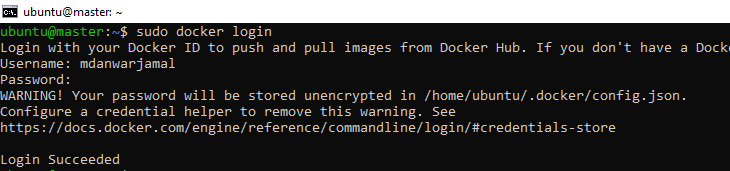 ubuntu@master: ~
ubuntu@master:~$ sudo docker login
Login with your Docker ID to push and pull images from Docker Hub. If you don't have a Dock
Username: mdanwarjamal
Password:
WARNING! Your password will be stored unencrypted in /home/ubuntu/.docker/config.json.
Configure a credential helper to remove this warning. See
https://docs.docker.com/engine/reference/commandline/login/#credentials-store
Login Succeeded